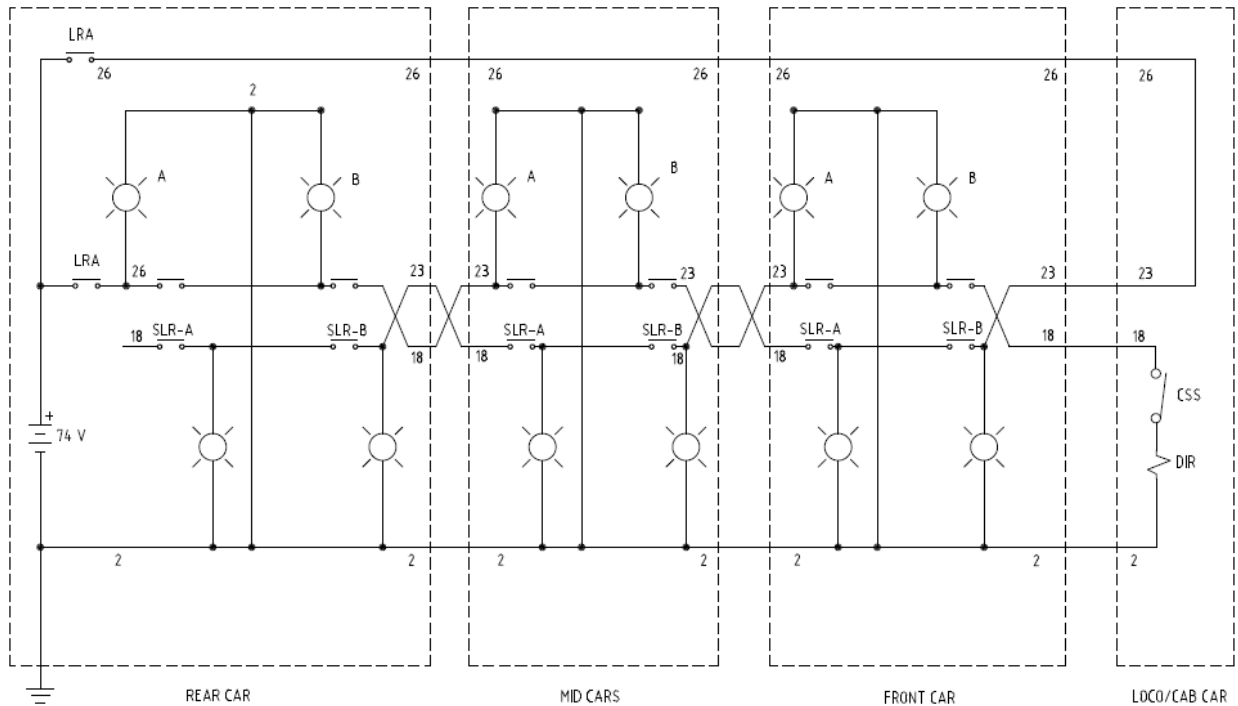 LRA
26 26 26 26 26 26 26
2
A B A B A B
LRA 26 23 23 23 23 23 23
18 SLR-A SLR-B 18 18 SLR-A SLR-B 18 18 SLR-A SLR-B 18 18
CSS
+
74 V
DIR
2 2 2 2 2 2 2
REAR CAR MID CARS FRONT CAR LOCO/CAB CAR